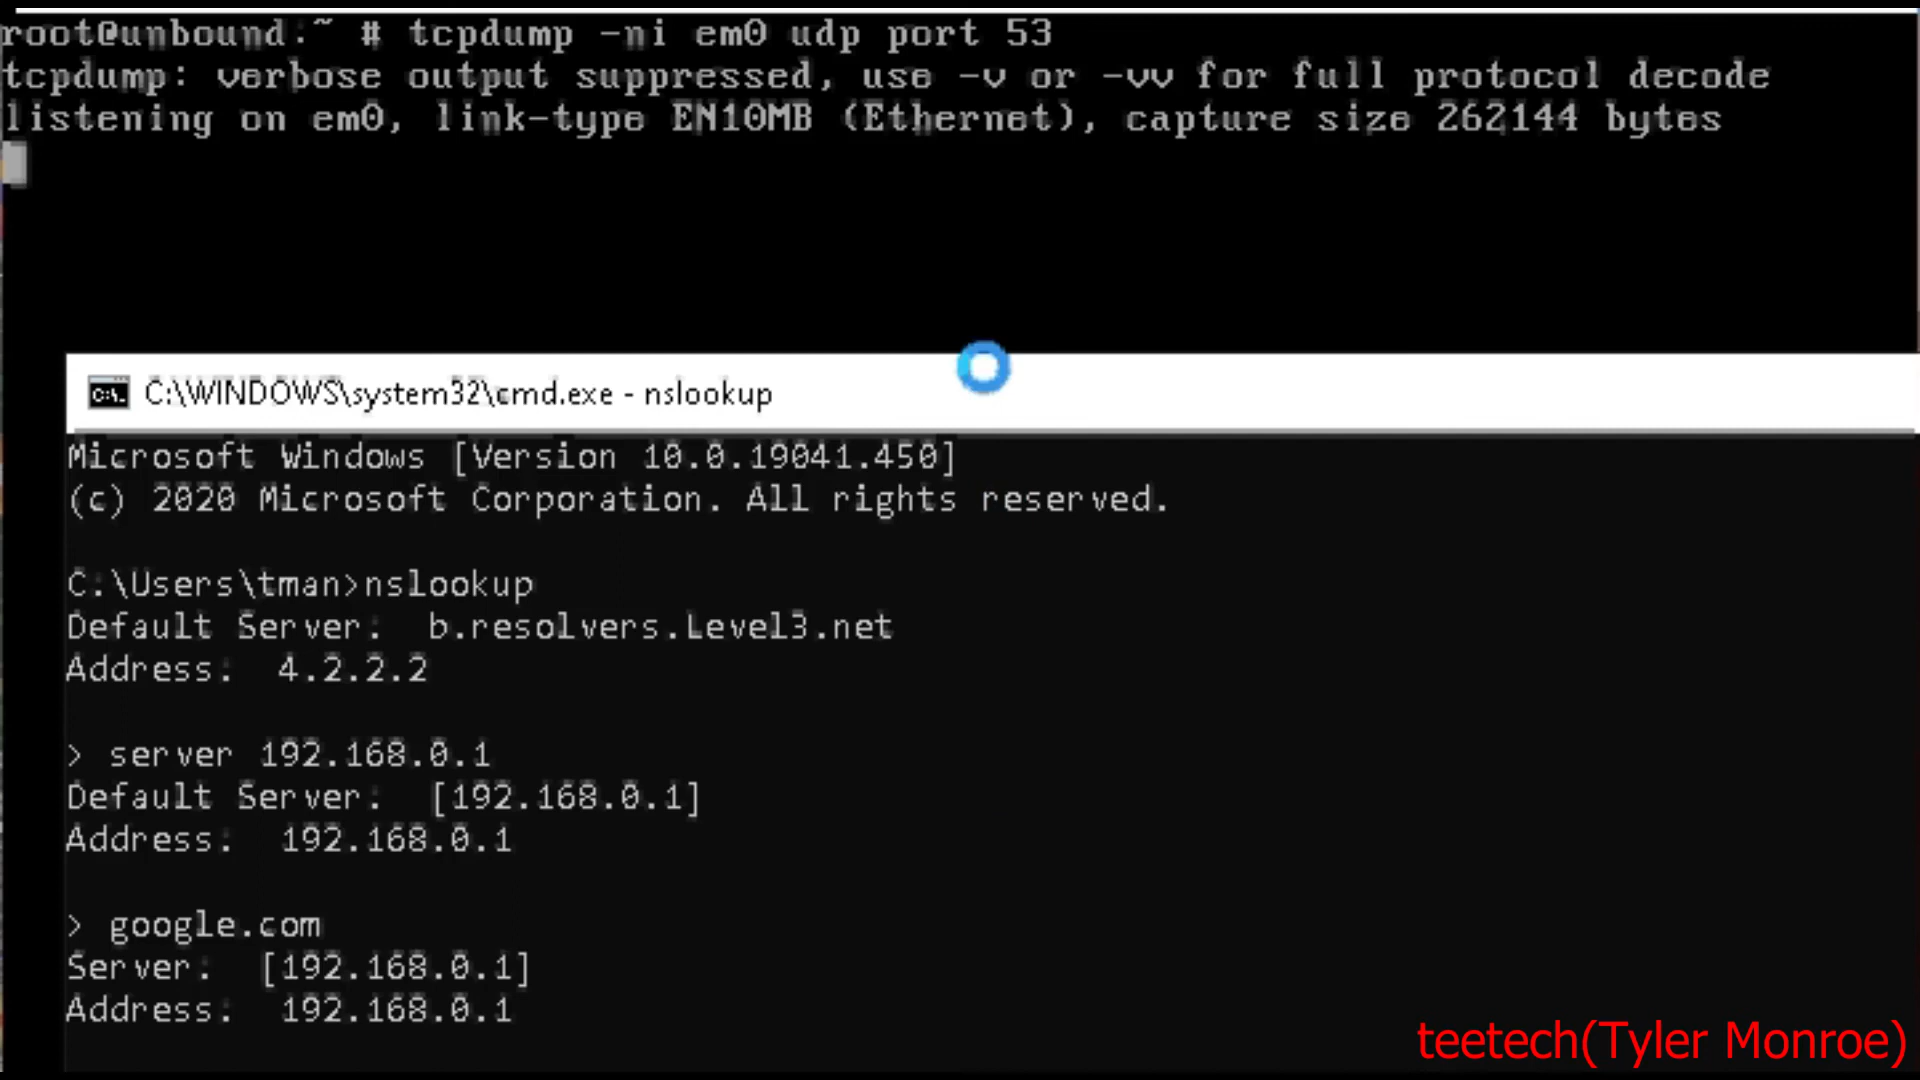 root@unbound:~ # tcpdump -ni em0 udp port 53
tcpdump: verbose output suppressed, use -v or -vv for full protocol decode
listening on em0, link-type EN10MB (Ethernet), capture size 262144 bytes
C:\WINDOWS\system32\cmd.exe - nslookup
Microsoft Windows [Version 10.0.19041.450]
(c) 2020 Microsoft Corporation. All rights reserved.
C:\Users\tman>nslookup
Default Server:  b.resolvers.Level3.net
Address:  4.2.2.2
> server 192.168.0.1
Default Server:  [192.168.0.1]
Address:  192.168.0.1
> google.com
Server:  [192.168.0.1]
Address:  192.168.0.1
teetech(Tyler Monroe)